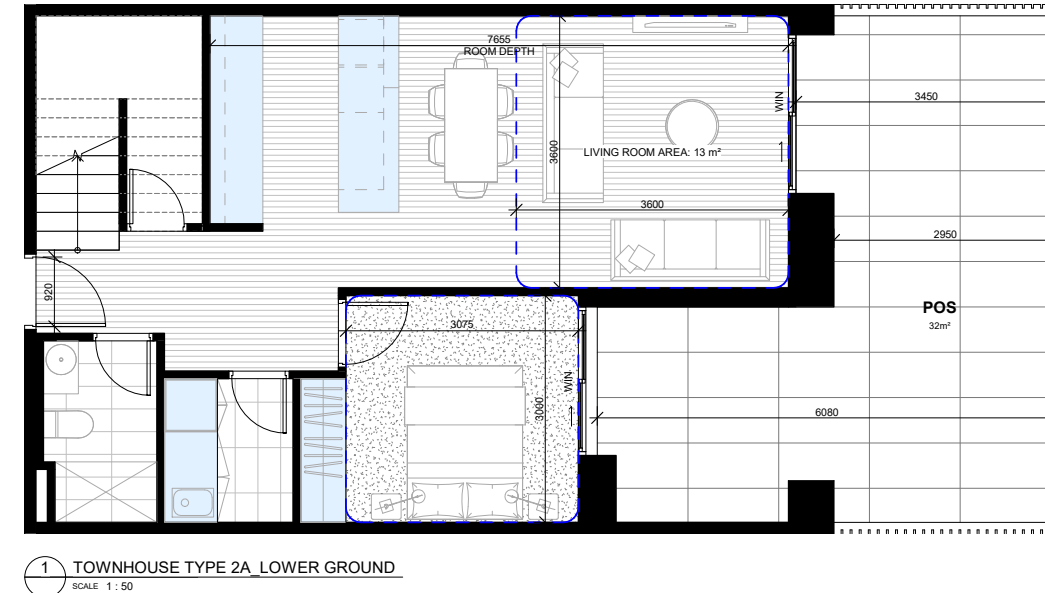 7655
ROOM DEPTH
WIN
3450
3600
LIVING ROOM AREA: 13 m²
3600
2950
920
POS
32m²
3075
WIN
3000
6080
1
TOWNHOUSE TYPE 2A_LOWER GROUND
SCALE 1 : 50